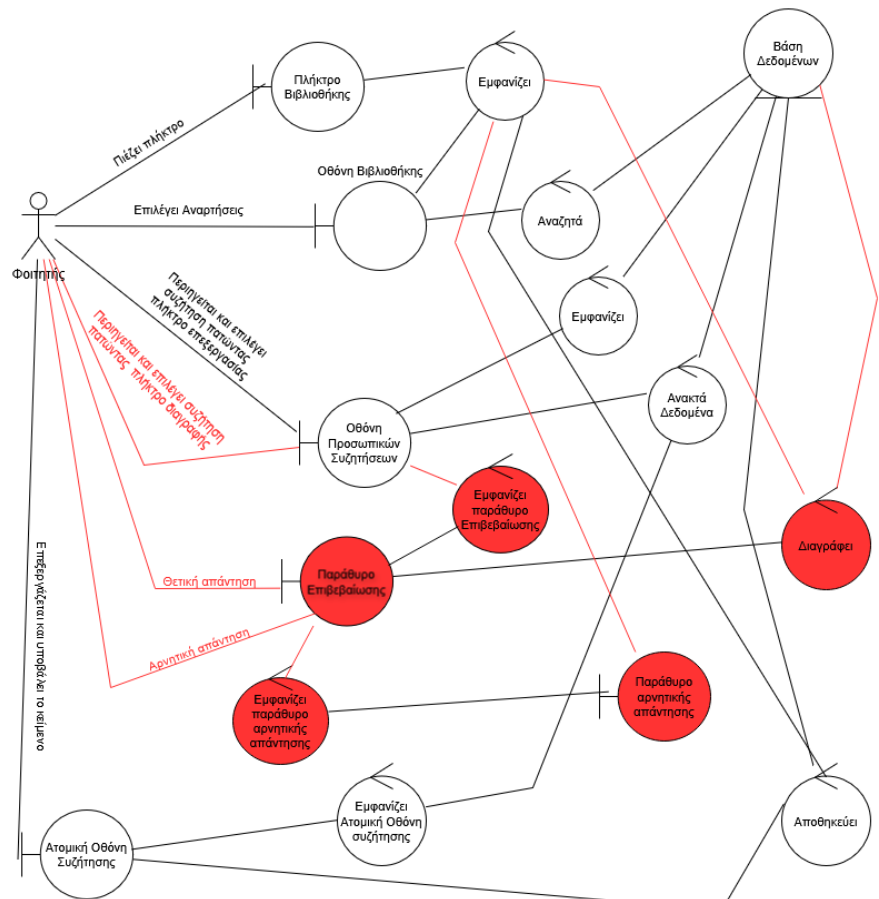 Πλήκτρο
Βιβλιοθήκης
Εμφανίζει
Βάση
Δεδομένων
Πιέζει πλήκτρο
Οθόνη Βιβλιοθήκης
Επιλέγει Αναρτήσεις
Αναζητά
Φοιτητής
Περιηγείται και επιλέγει
συζήτηση πατώντας
πλήκτρο επεξεργασίας
Εμφανίζει
Περιηγείται και επιλέγει συζήτηση
πατώντας πλήκτρο διαγραφής
Ανακτά
Δεδομένα
Οθόνη
Προσωπικών
Συζητήσεων
Εμφανίζει
παράθυρο
Επιβεβαίωσης
Διαγράφει
Θετική απάντηση
Παράθυρο
Επιβεβαίωσης
Αρνητική απάντηση
Επεξεργάζεται και υποβάλει το κείμενο
Εμφανίζει
παράθυρο
αρνητικής
απάντησης
Παράθυρο
αρνητικής
απάντησης
Εμφανίζει
Ατομική Οθόνη
συζήτησης
Αποθηκεύει
Ατομική Οθόνη
Συζήτησης